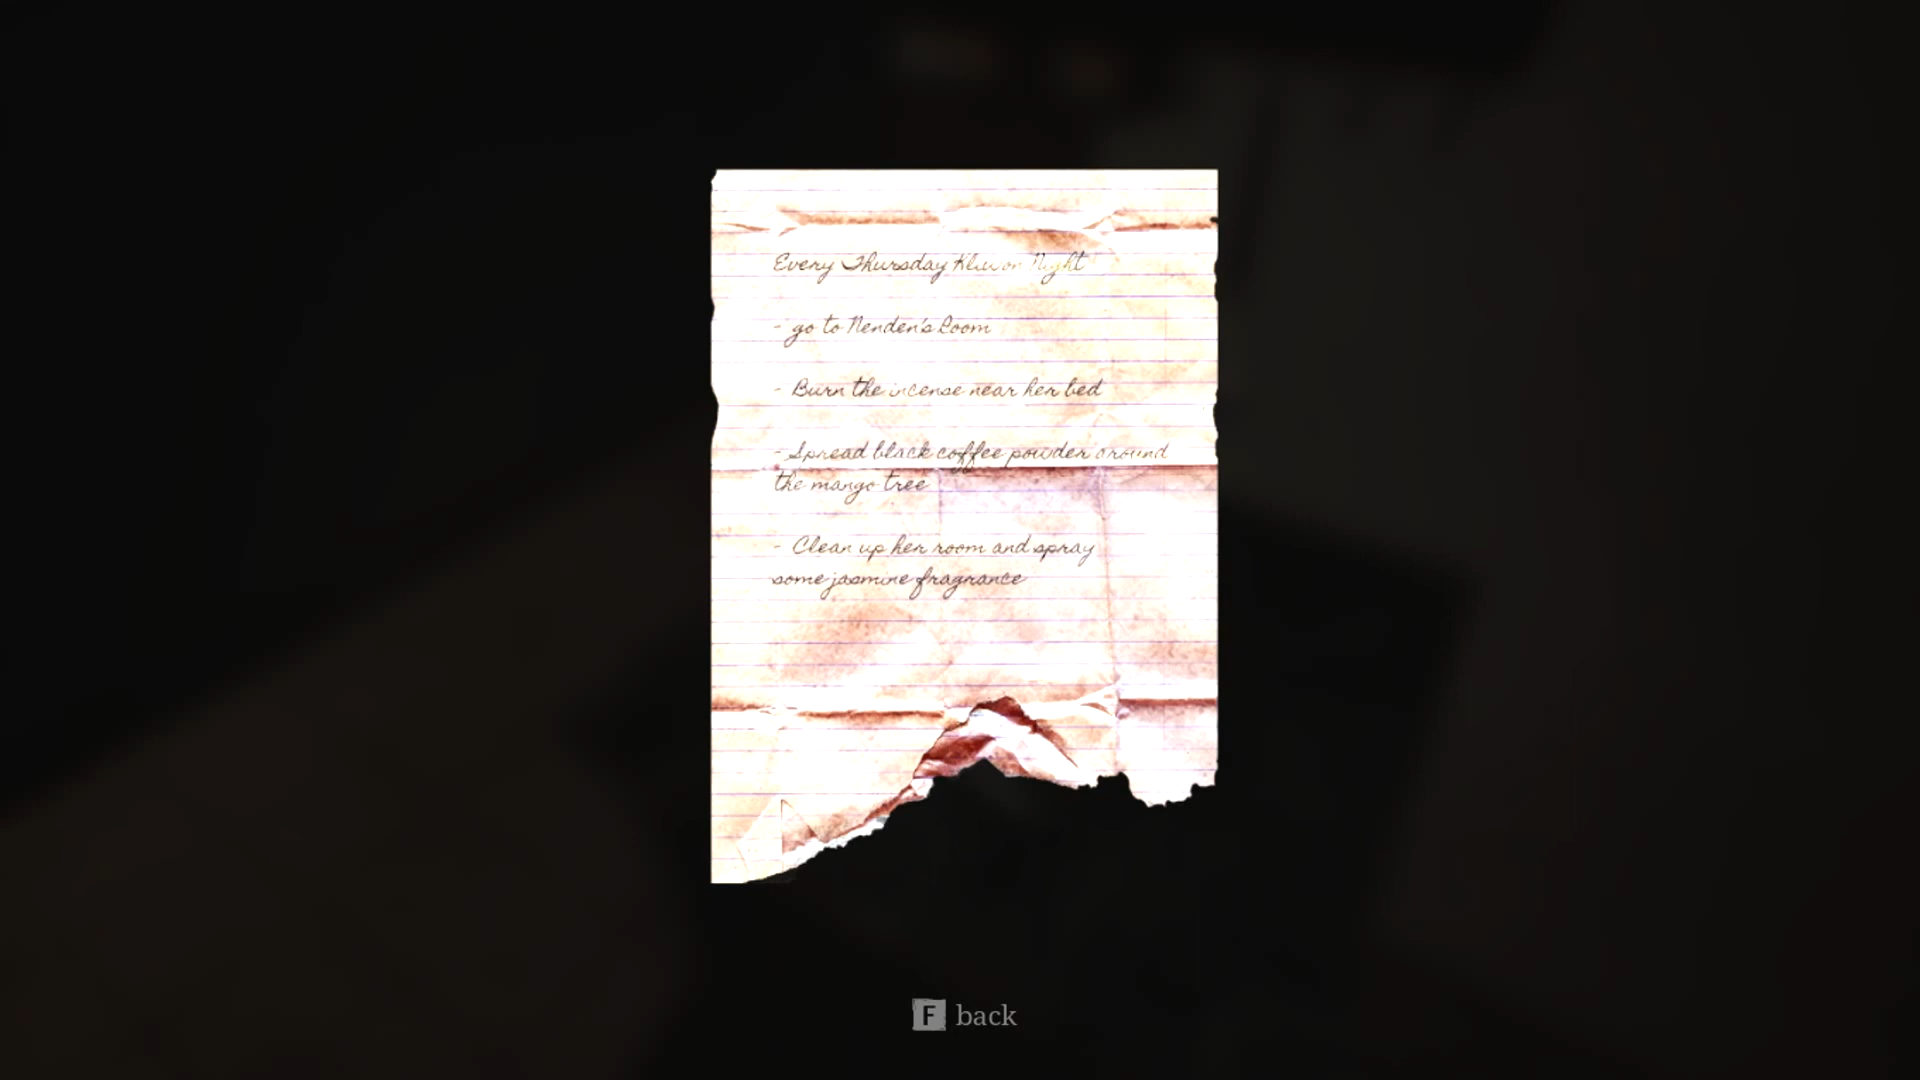 Every Thursday Kliwon Night
- go to Nenden's Room
- Burn the incense near her bed
- Spread black coffee powder around
the mango tree
- Clean up her room and spray
some jasmine fragrance
F back